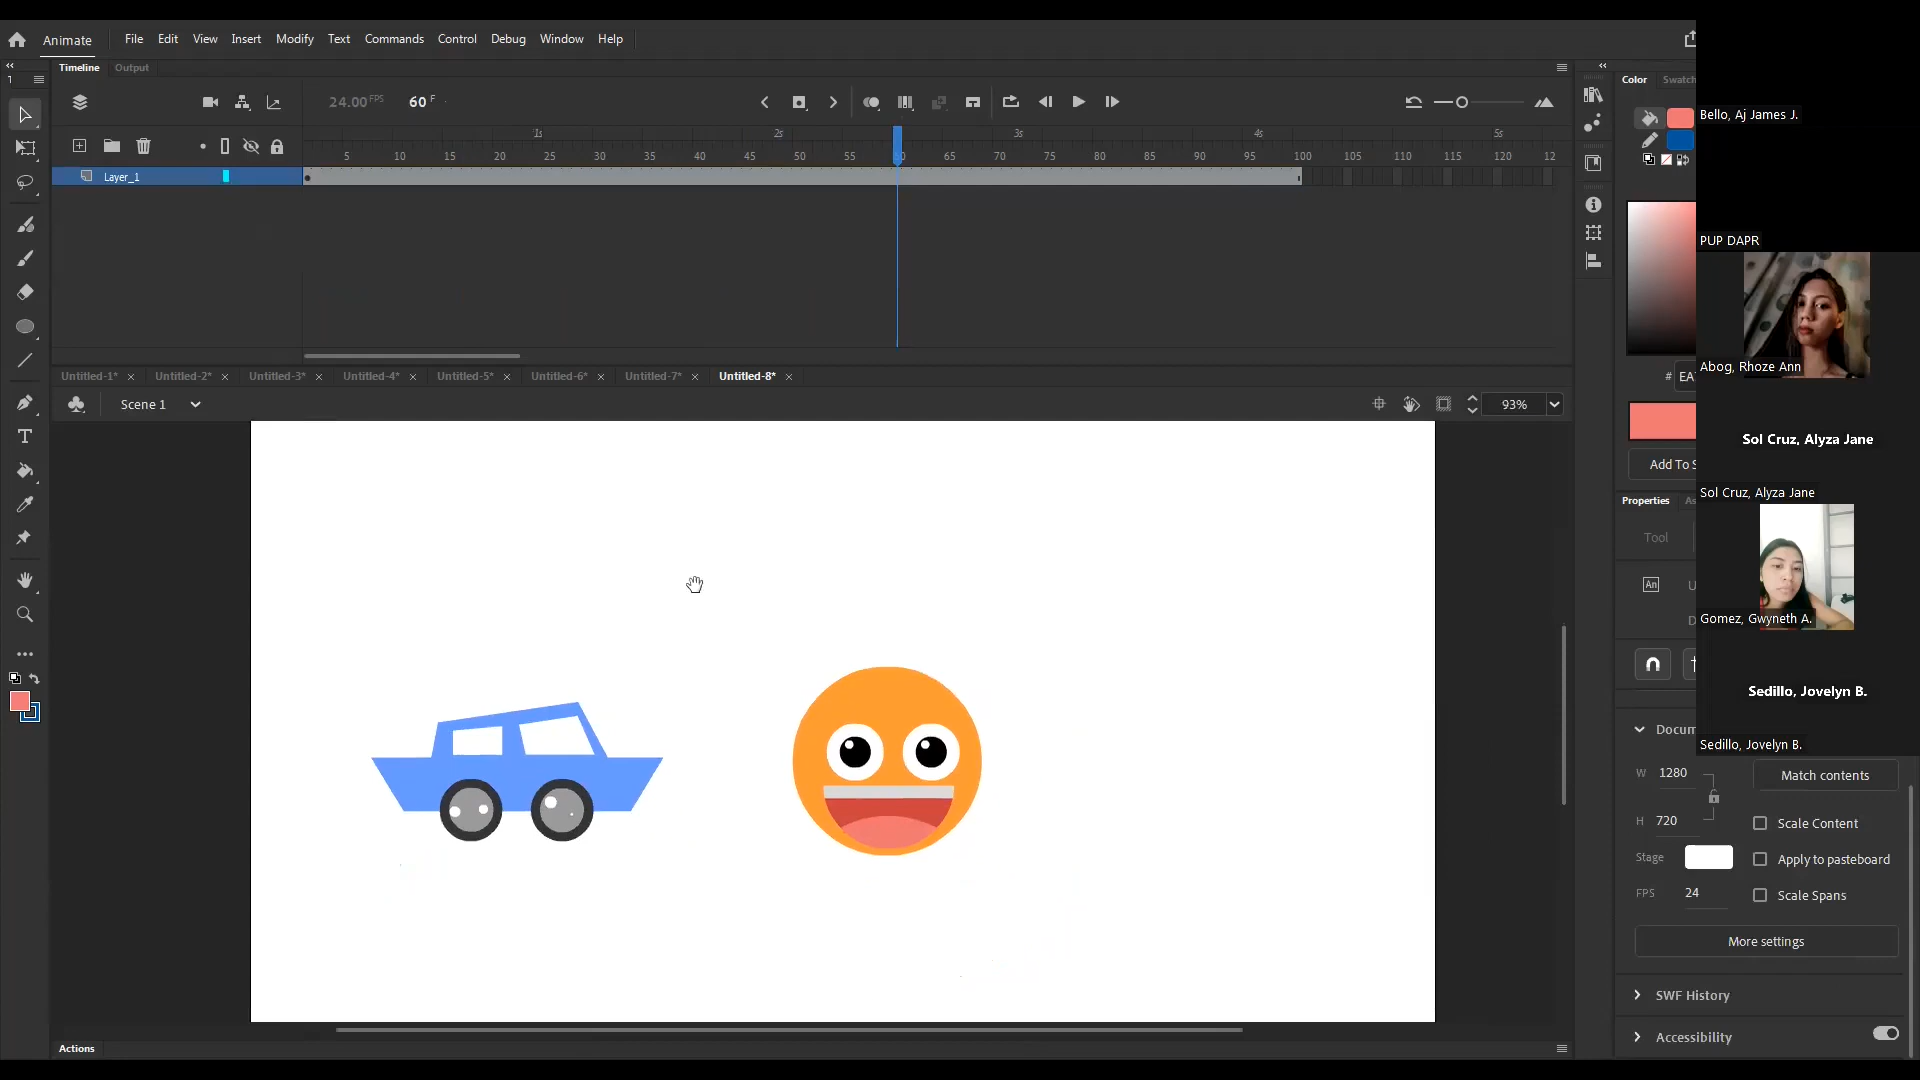 Animate File Edit View Insert Modify Text Commands Control Debug Window Help
Timeline Output Color Swatch
24.00 FPS 60 F
Bello, Aj James J.
1s 2s 3s 4s 5s
5 10 15 20 25 30 35 40 45 50 55 60 65 70 75 80 85 90 95 100 105 110 115 120 12
Layer_1
PUP DAPR
Abog, Rhoze Ann
Untitled-1* Untitled-2* Untitled-3* Untitled-4* Untitled-5* Untitled-6* Untitled-7* Untitled-8*
# EA
Scene 1 93%
Sol Cruz, Alyza Jane
Add To S
Sol Cruz, Alyza Jane
Properties As
Tool
An U
D
Gomez, Gwyneth A.
Sedillo, Jovelyn B.
Docum
Sedillo, Jovelyn B.
W 1280 Match contents
H 720 Scale Content
Stage Apply to pasteboard
FPS 24 Scale Spans
More settings
SWF History
Accessibility
Actions